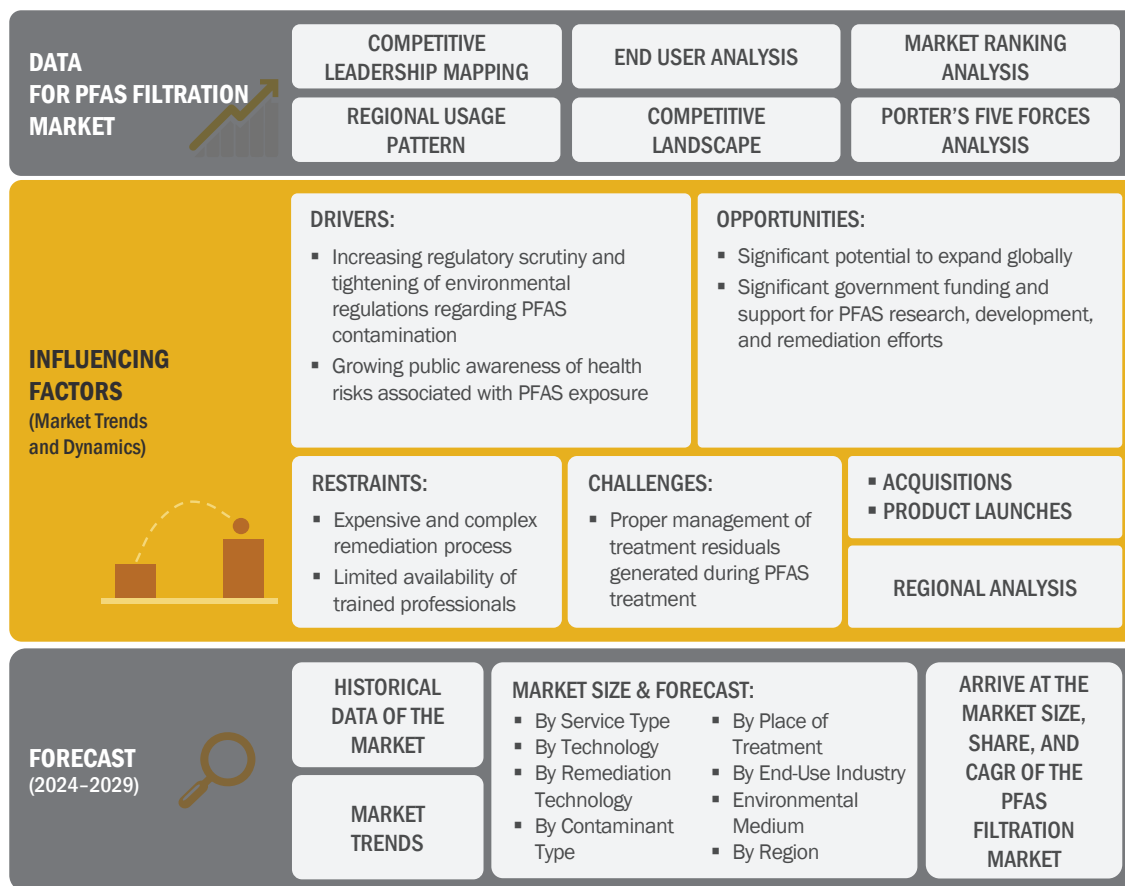 DATA
FOR PFAS FILTRATION
MARKET
COMPETITIVE
LEADERSHIP MAPPING
END USER ANALYSIS
MARKET RANKING
ANALYSIS
REGIONAL USAGE
PATTERN
COMPETITIVE
LANDSCAPE
PORTER'S FIVE FORCES
ANALYSIS
INFLUENCING
FACTORS
(Market Trends
and Dynamics)
DRIVERS:
▪ Increasing regulatory scrutiny and
tightening of environmental
regulations regarding PFAS
contamination
▪ Growing public awareness of health
risks associated with PFAS exposure
OPPORTUNITIES:
▪ Significant potential to expand globally
▪ Significant government funding and
support for PFAS research, development,
and remediation efforts
RESTRAINTS:
▪ Expensive and complex
remediation process
▪ Limited availability of
trained professionals
CHALLENGES:
▪ Proper management of
treatment residuals
generated during PFAS
treatment
▪ ACQUISITIONS
▪ PRODUCT LAUNCHES
REGIONAL ANALYSIS
FORECAST
(2024–2029)
HISTORICAL
DATA OF THE
MARKET
MARKET
TRENDS
MARKET SIZE & FORECAST:
▪ By Service Type
▪ By Technology
▪ By Remediation
Technology
▪ By Contaminant
Type
▪ By Place of
Treatment
▪ By End-Use Industry
▪ Environmental
Medium
▪ By Region
ARRIVE AT THE
MARKET SIZE,
SHARE, AND
CAGR OF THE
PFAS
FILTRATION
MARKET